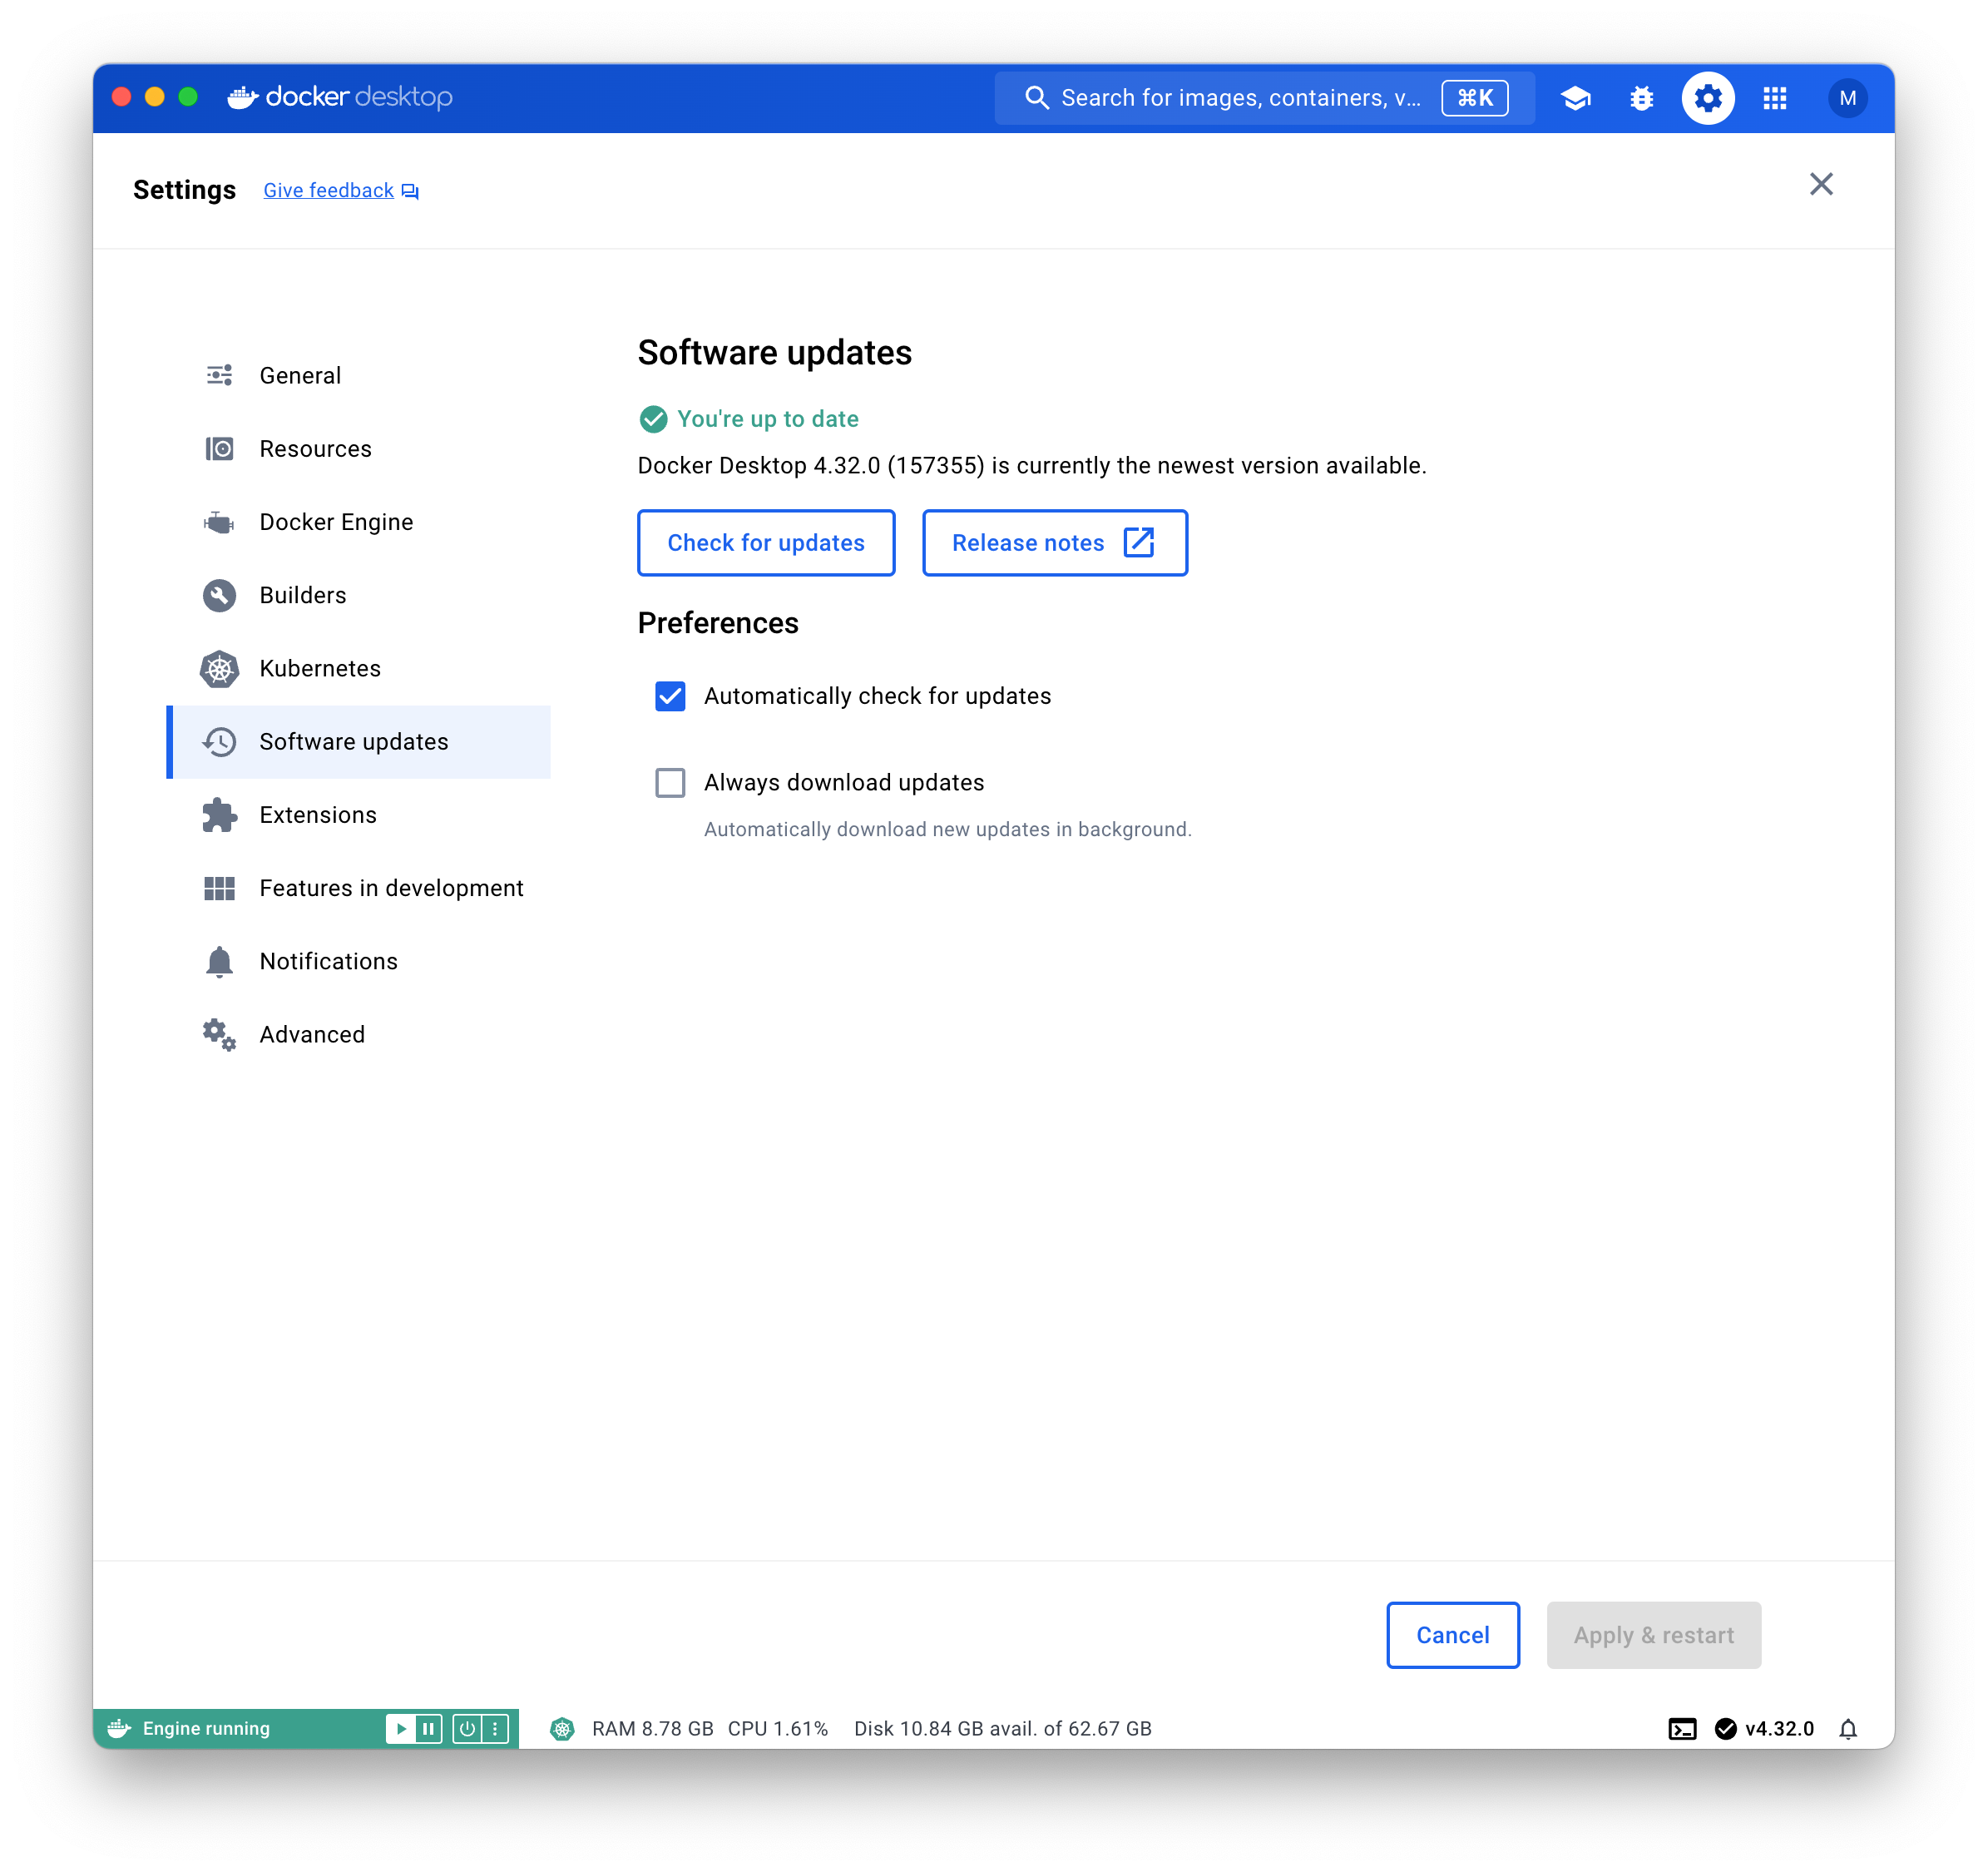 docker desktop
Search for images, containers, v... ⌘K
M
Settings Give feedback
General
Resources
Docker Engine
Builders
Kubernetes
Software updates
Extensions
Features in development
Notifications
Advanced
Software updates
You're up to date
Docker Desktop 4.32.0 (157355) is currently the newest version available.
Check for updates Release notes
Preferences
Automatically check for updates
Always download updates
Automatically download new updates in background.
Cancel Apply & restart
Engine running RAM 8.78 GB CPU 1.61% Disk 10.84 GB avail. of 62.67 GB v4.32.0